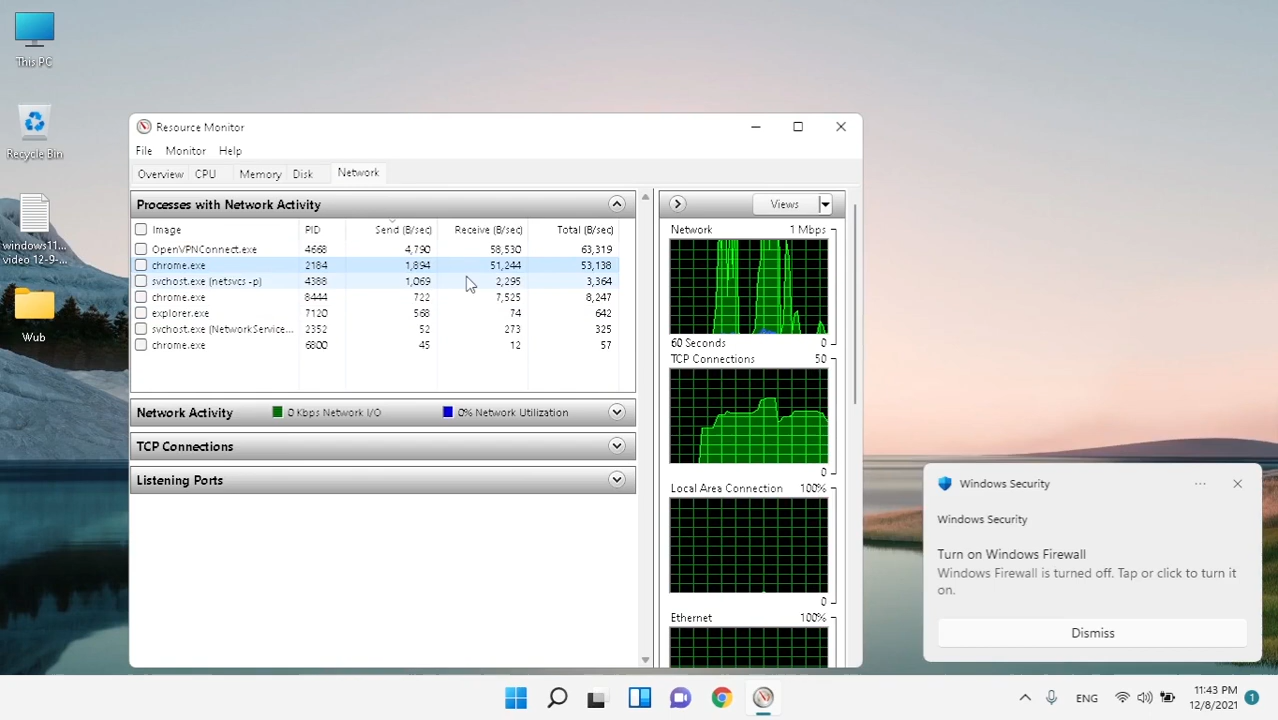 This PC
Recycle Bin
windows11...
video 12-9-...
Wub
Resource Monitor
File Monitor Help
Overview CPU Memory Disk Network
Processes with Network Activity
Image PID Send (B/sec) Receive (B/sec) Total (B/sec)
OpenVPNConnect.exe 4668 4,790 58,530 63,319
chrome.exe 2184 1,894 51,244 53,138
svchost.exe (netsvcs -p) 4388 1,069 2,295 3,364
chrome.exe 8444 722 7,525 8,247
explorer.exe 7120 568 74 642
svchost.exe (NetworkService... 2352 52 273 325
chrome.exe 6800 45 12 57
Network Activity 0 Kbps Network I/O 0% Network Utilization
TCP Connections
Listening Ports
Views
Network 1 Mbps
60 Seconds 0
TCP Connections 50
0
Local Area Connection 100%
0
Ethernet 100%
Windows Security
Windows Security
Turn on Windows Firewall
Windows Firewall is turned off. Tap or click to turn it
on.
Dismiss
ENG
11:43 PM
12/8/2021
1